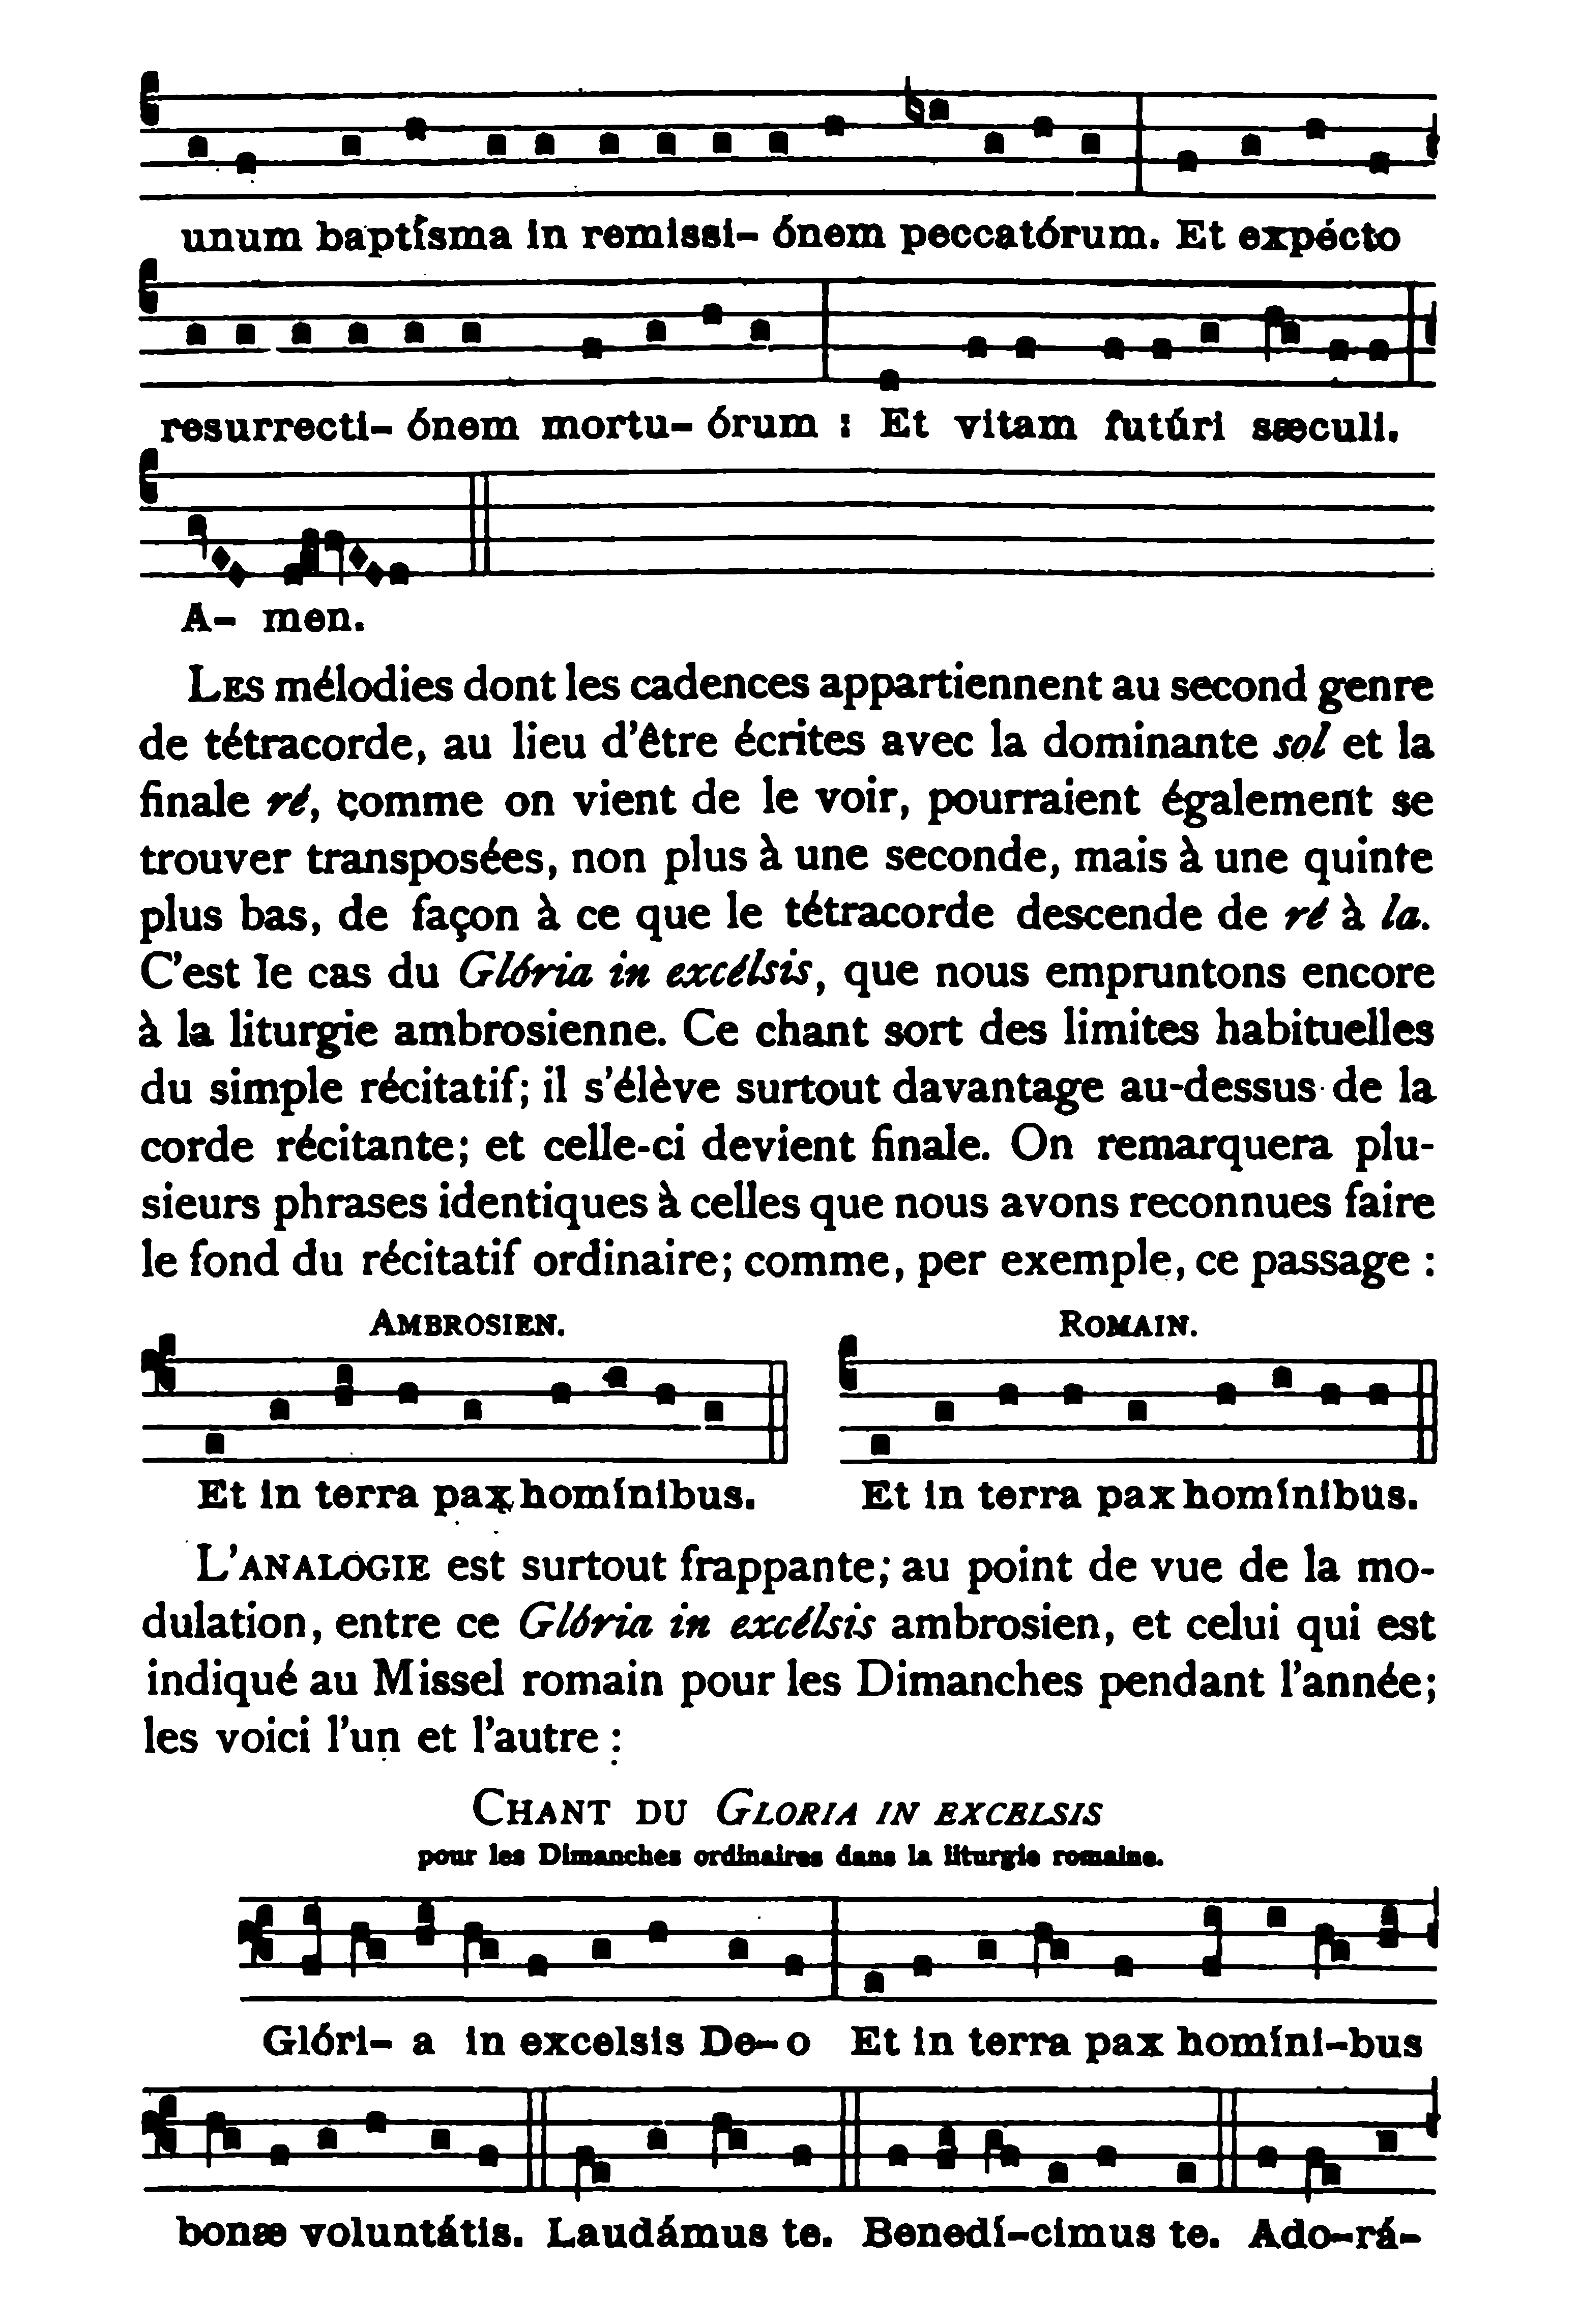 unum baptísma in remissi- ónem peccatórum. Et expécto
resurrecti- ónem mortu- órum : Et vitam futúri sæculi.
A- men.
LES mélodies dont les cadences appartiennent au second genre
de tétracorde, au lieu d'être écrites avec la dominante sol et la
finale ré, comme on vient de le voir, pourraient également se
trouver transposées, non plus à une seconde, mais à une quinte
plus bas, de façon à ce que le tétracorde descende de ré à la.
C'est le cas du Glória in excélsis, que nous empruntons encore
à la liturgie ambrosienne. Ce chant sort des limites habituelles
du simple récitatif; il s'élève surtout davantage au-dessus de la
corde récitante; et celle-ci devient finale. On remarquera plu-
sieurs phrases identiques à celles que nous avons reconnues faire
le fond du récitatif ordinaire; comme, per exemple, ce passage :
AMBROSIEN.
ROMAIN.
Et in terra pax homínibus.
Et in terra pax homínibus.
L'ANALOGIE est surtout frappante; au point de vue de la mo-
dulation, entre ce Glória in excélsis ambrosien, et celui qui est
indiqué au Missel romain pour les Dimanches pendant l'année;
les voici l'un et l'autre :
CHANT DU GLORIA IN EXCELSIS
pour les Dimanches ordinaires dans la liturgie romaine.
Glóri- a in excelsis De- o Et in terra pax homíni-bus
bonæ voluntátis. Laudámus te. Benedí-cimus te. Ado-rá-